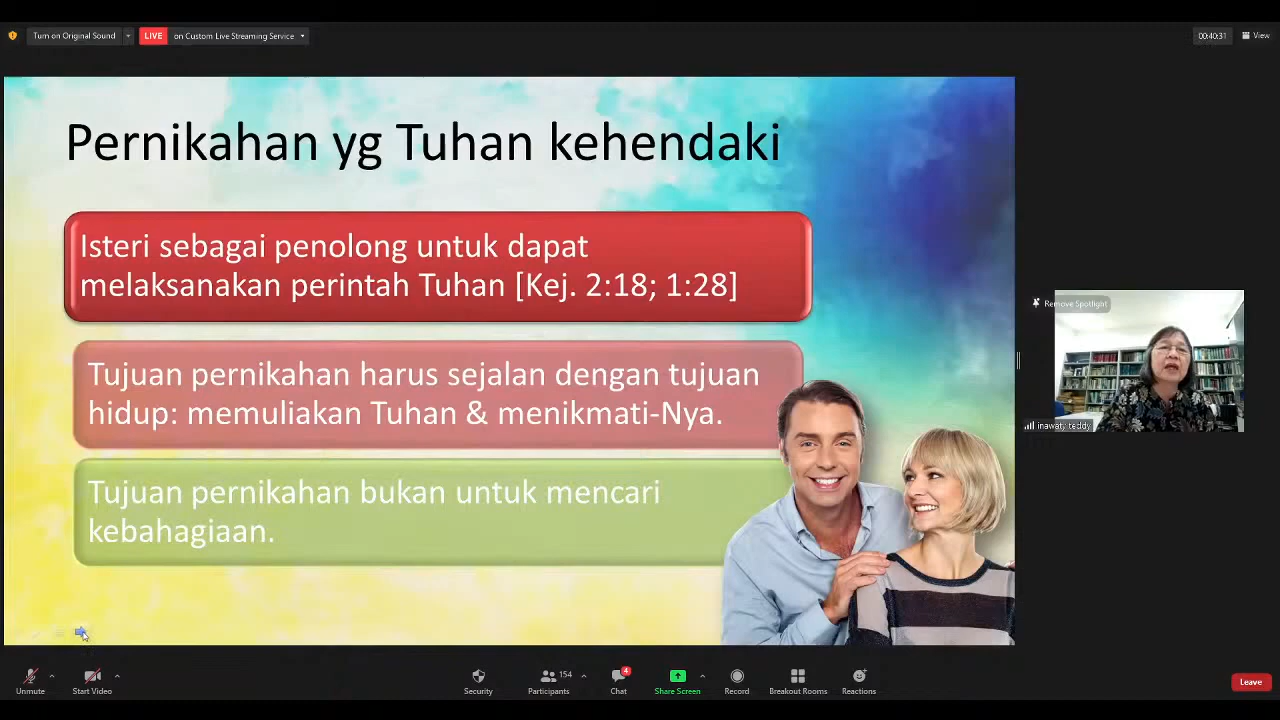 Turn on Original Sound
LIVE
on Custom Live Streaming Service
00:40:31
View
Pernikahan yg Tuhan kehendaki
Isteri sebagai penolong untuk dapat
melaksanakan perintah Tuhan [Kej. 2:18; 1:28]
Tujuan pernikahan harus sejalan dengan tujuan
hidup: memuliakan Tuhan & menikmati-Nya.
Tujuan pernikahan bukan untuk mencari
kebahagiaan.
Remove Spotlight
inawaty teddy
Unmute
Start Video
Security
Participants
154
Chat
4
Share Screen
Record
Breakout Rooms
Reactions
Leave